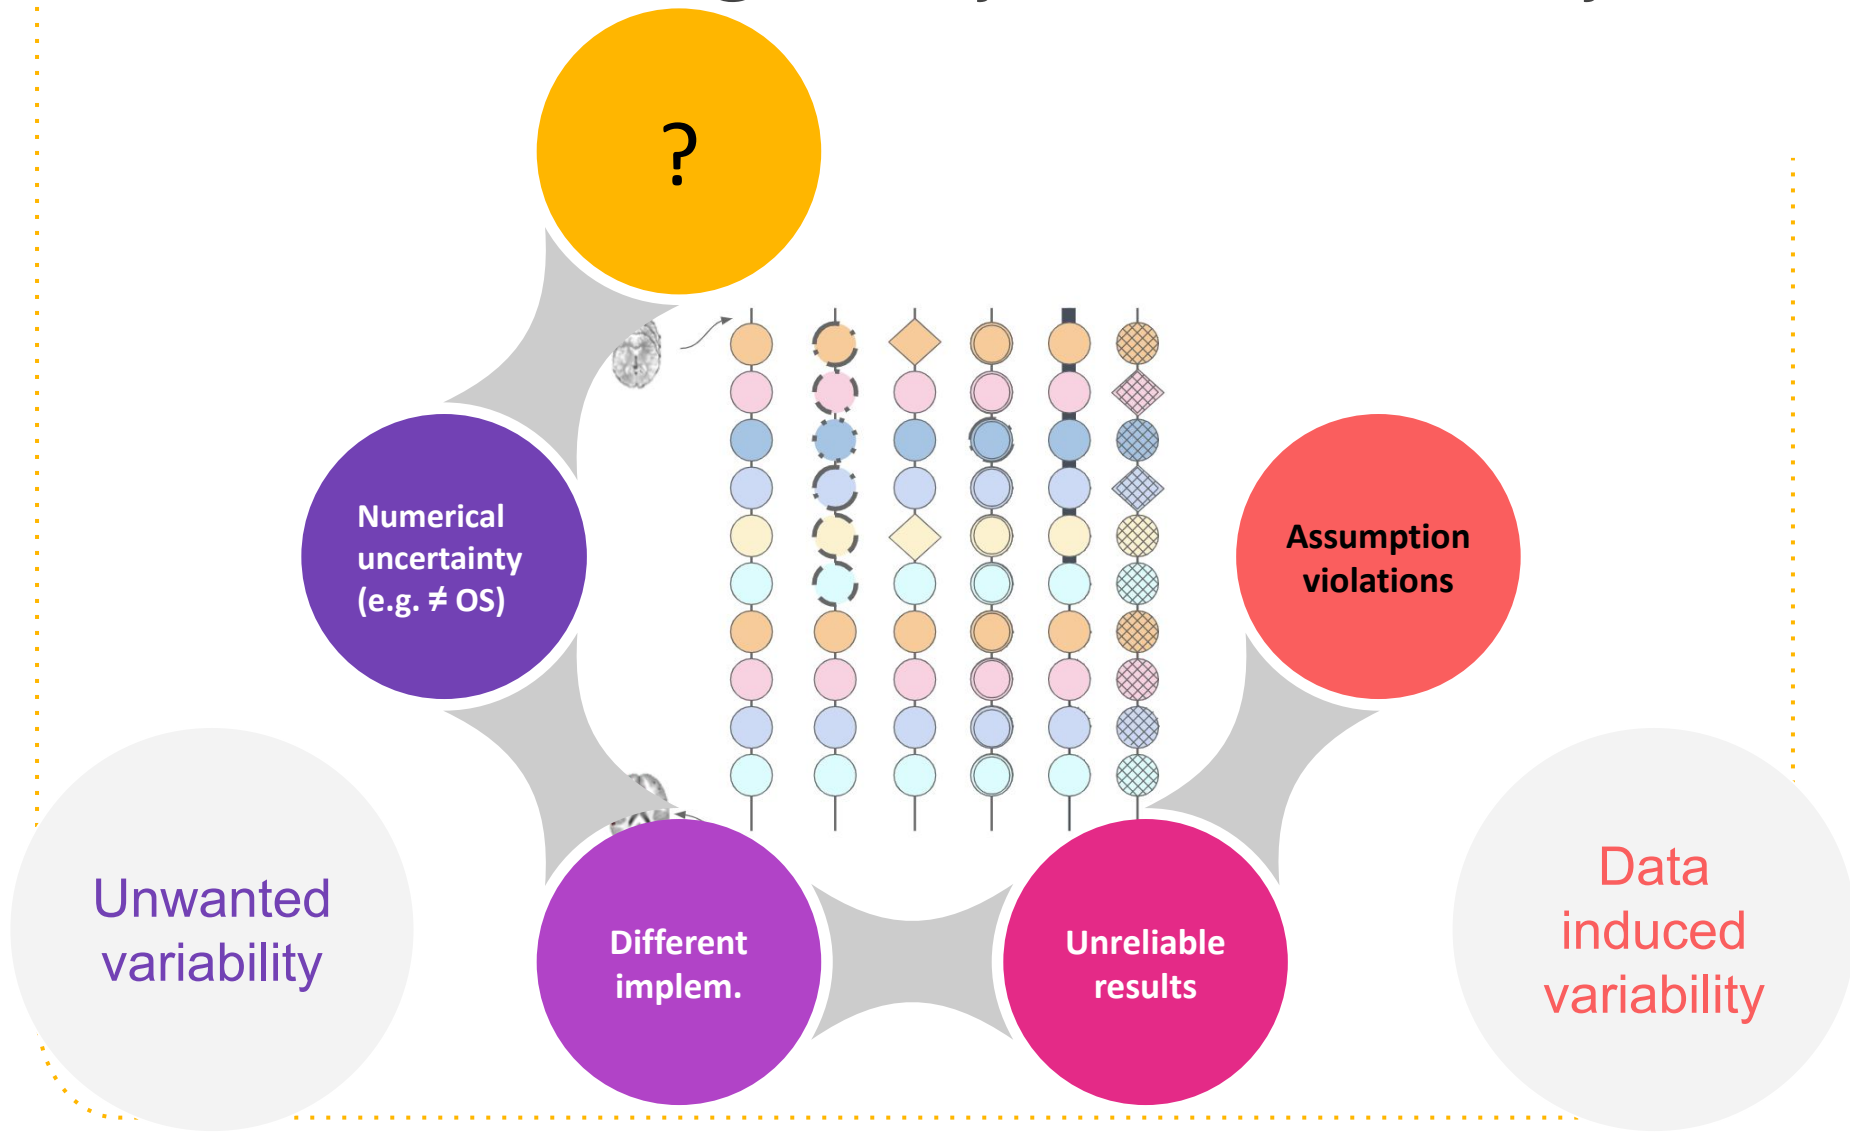 ?
Numerical
uncertainty
(e.g. ≠ OS)
Assumption
violations
Unwanted
variability
Different
implem.
Unreliable
results
Data
induced
variability